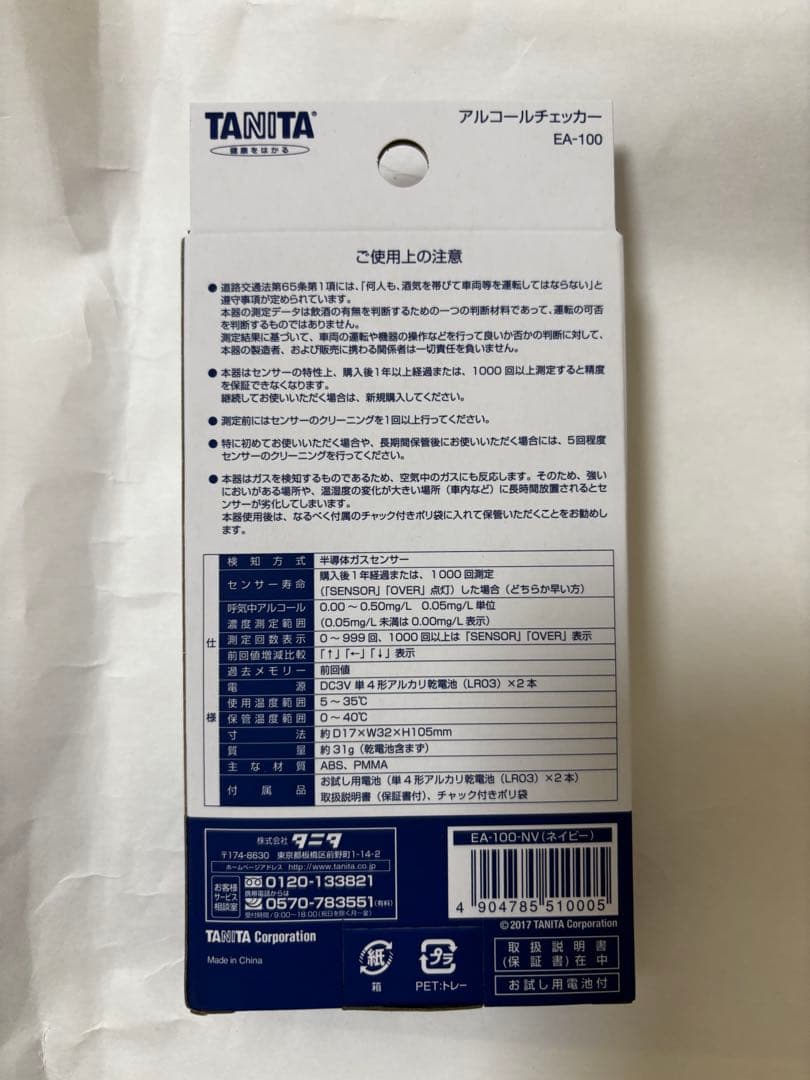 TANITA®
健康をはかる
アルコールチェッカー
EA-100
ご使用上の注意
● 道路交通法第65条第1項には、「何人も、酒気を帯びて車両等を運転してはならない」と
遵守事項が定められています。
本器の測定データは飲酒の有無を判断するための一つの判断材料であって、運転の可否
を判断するものではありません。
測定結果に基づいて、車両の運転や機器の操作などを行って良いか否かの判断に対して、
本器の製造者、および販売に携わる関係者は一切責任を負いません。
● 本器はセンサーの特性上、購入後1年以上経過または、1000回以上測定すると精度
を保証できなくなります。
継続してお使いいただく場合は、新規購入してください。
● 測定前にはセンサーのクリーニングを1回以上行ってください。
● 特に初めてお使いいただく場合や、長期間保管後にお使いいただく場合には、5回程度
センサーのクリーニングを行ってください。
● 本器はガスを検知するものであるため、空気中のガスにも反応します。そのため、強い
においがある場所や、温湿度の変化が大きい場所（車内など）に長時間放置されるとセ
ンサーが劣化してしまいます。
本器使用後は、なるべく付属のチャック付きポリ袋に入れて保管いただくことをお勧めし
ます。
仕様
検知方式 半導体ガスセンサー
センサー寿命 購入後1年経過または、1000回測定
（「SENSOR」「OVER」点灯）した場合（どちらか早い方）
呼気中アルコール 0.00～0.50mg/L 0.05mg/L単位
濃度測定範囲 （0.05mg/L未満は0.00mg/L表示）
測定回数表示 0～999回、1000回以上は「SENSOR」「OVER」表示
前回値増減比較 「↑」「←」「↓」表示
過去メモリー 前回値
電源 DC3V 単4形アルカリ乾電池（LR03）×2本
使用温度範囲 5～35℃
保管温度範囲 0～40℃
寸法 約D17×W32×H105mm
質量 約31g（乾電池含まず）
主な材質 ABS、PMMA
付属品 お試し用電池（単4形アルカリ乾電池（LR03）×2本）
取扱説明書（保証書付）、チャック付きポリ袋
株式会社タニタ
〒174-8630 東京都板橋区前野町1-14-2
ホームページアドレス http://www.tanita.co.jp
お客様
サービス
相談室
0120-133821
携帯電話からは
0570-783551（有料）
受付時間/9:00～18:00（祝日を除く月～金）
TANITA Corporation
Made in China
紙
箱
プラ
PET:トレー
EA-100-NV（ネイビー）
4 904785 510005
©2017 TANITA Corporation
取扱説明書
（保証書）在中
お試し用電池付